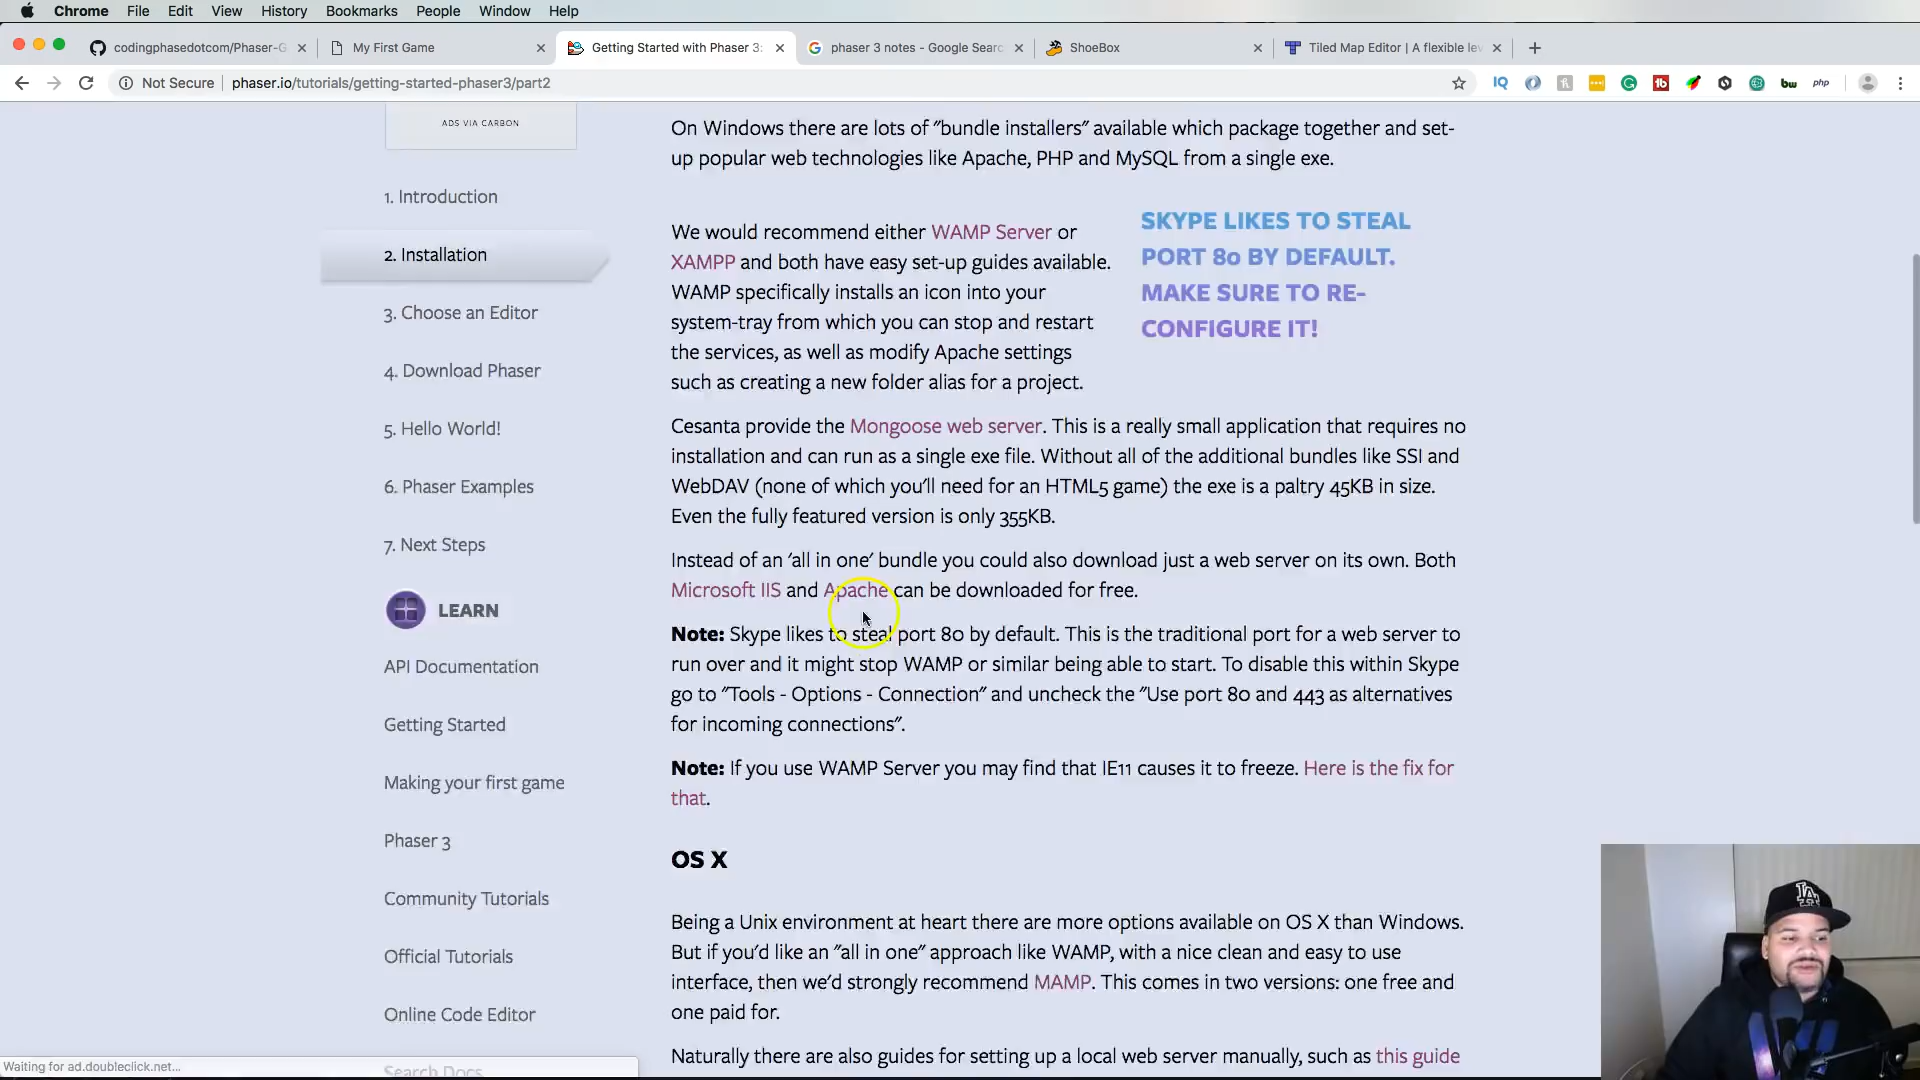 Chrome File Edit View History Bookmarks People Window Help
codingphasedotcom/Phaser-G
My First Game
Getting Started with Phaser 3:
phaser 3 notes - Google Searc
ShoeBox
Tiled Map Editor | A flexible lev
Not Secure phaser.io/tutorials/getting-started-phaser3/part2
ADS VIA CARBON
1. Introduction
2. Installation
3. Choose an Editor
4. Download Phaser
5. Hello World!
6. Phaser Examples
7. Next Steps
LEARN
API Documentation
Getting Started
Making your first game
Phaser 3
Community Tutorials
Official Tutorials
Online Code Editor
Search Docs
On Windows there are lots of "bundle installers" available which package together and set-
up popular web technologies like Apache, PHP and MySQL from a single exe.
We would recommend either WAMP Server or
XAMPP and both have easy set-up guides available.
WAMP specifically installs an icon into your
system-tray from which you can stop and restart
the services, as well as modify Apache settings
such as creating a new folder alias for a project.
SKYPE LIKES TO STEAL
PORT 80 BY DEFAULT.
MAKE SURE TO RE-
CONFIGURE IT!
Cesanta provide the Mongoose web server. This is a really small application that requires no
installation and can run as a single exe file. Without all of the additional bundles like SSI and
WebDAV (none of which you'll need for an HTML5 game) the exe is a paltry 45KB in size.
Even the fully featured version is only 355KB.
Instead of an 'all in one' bundle you could also download just a web server on its own. Both
Microsoft IIS and Apache can be downloaded for free.
Note: Skype likes to steal port 80 by default. This is the traditional port for a web server to
run over and it might stop WAMP or similar being able to start. To disable this within Skype
go to "Tools - Options - Connection" and uncheck the "Use port 80 and 443 as alternatives
for incoming connections".
Note: If you use WAMP Server you may find that IE11 causes it to freeze. Here is the fix for
that.
OS X
Being a Unix environment at heart there are more options available on OS X than Windows.
But if you'd like an "all in one" approach like WAMP, with a nice clean and easy to use
interface, then we'd strongly recommend MAMP. This comes in two versions: one free and
one paid for.
Naturally there are also guides for setting up a local web server manually, such as this guide
Waiting for ad.doubleclick.net...